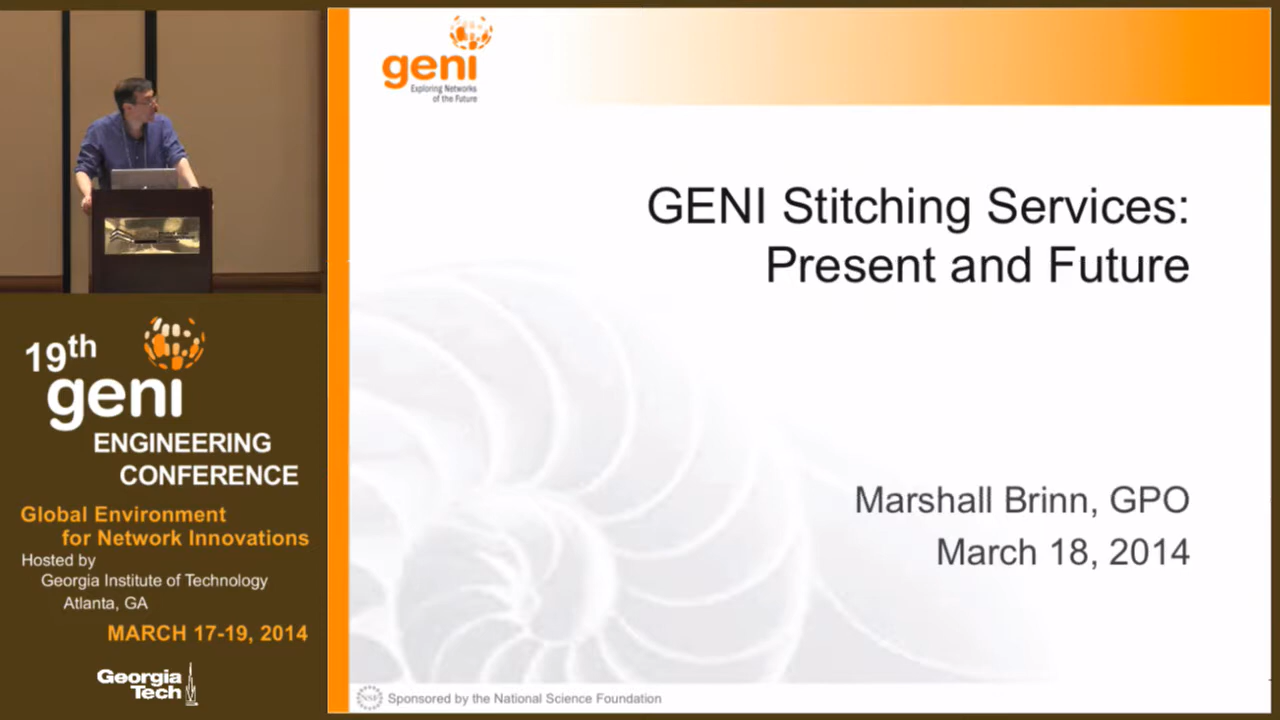 geni
Exploring Networks
of the Future
GENI Stitching Services:
Present and Future
Marshall Brinn, GPO
March 18, 2014
NSF
Sponsored by the National Science Foundation
19th
geni
ENGINEERING
CONFERENCE
Global Environment
for Network Innovations
Hosted by
Georgia Institute of Technology
Atlanta, GA
MARCH 17-19, 2014
Georgia
Tech